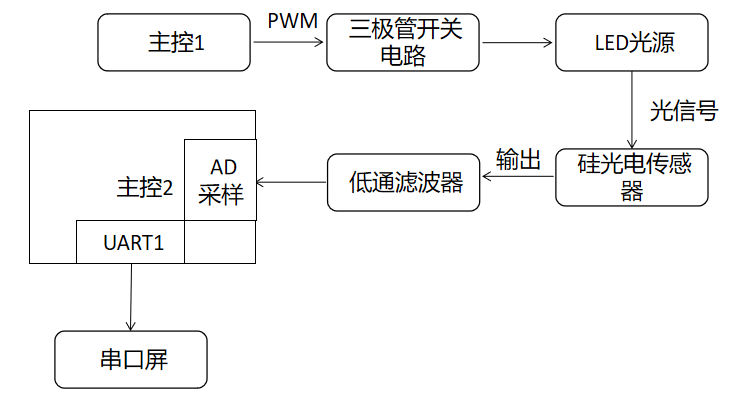 主控1
PWM
三极管开关
电路
LED光源
光信号
主控2
AD
采样
低通滤波器
输出
硅光电传感
器
UART1
串口屏